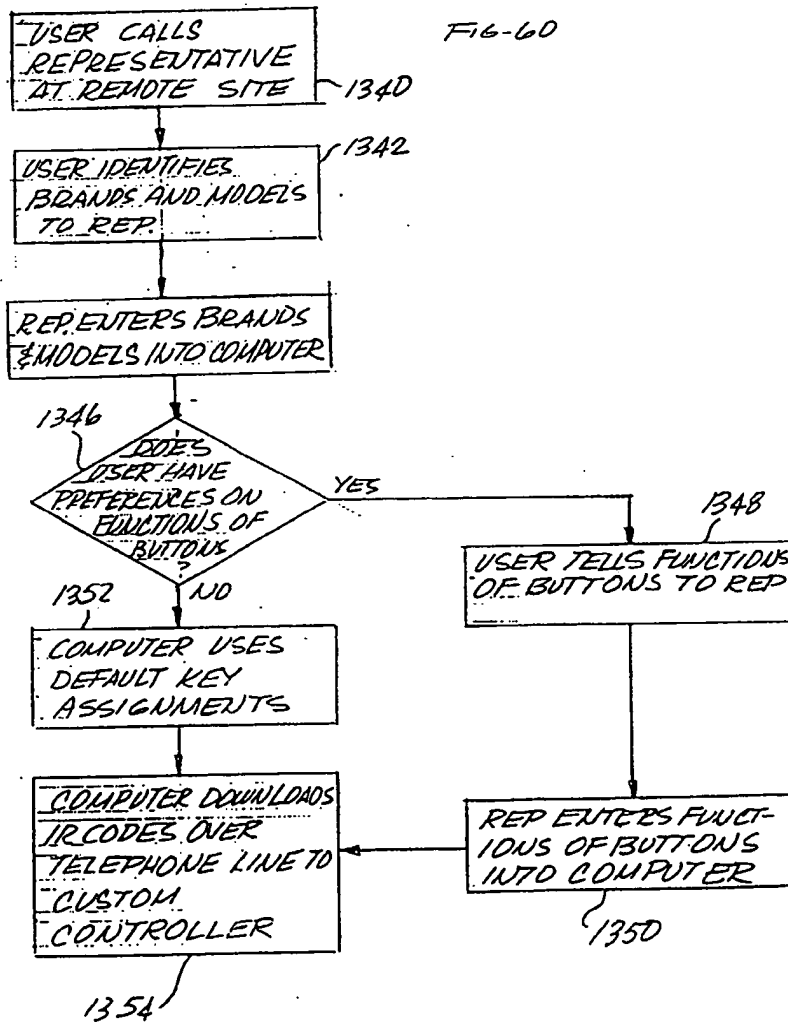 FIG-60
USER CALLS
REPRESENTATIVE
AT REMOTE SITE
1340
1342
USER IDENTIFIES
BRANDS AND MODELS
TO REP.
REP. ENTERS BRANDS
& MODELS INTO COMPUTER
1346
DOES
USER HAVE
PREFERENCES ON
FUNCTIONS OF
BUTTONS
?
YES
NO
1348
USER TELLS FUNCTIONS
OF BUTTONS TO REP
1352
COMPUTER USES
DEFAULT KEY
ASSIGNMENTS
COMPUTER DOWNLOADS
IR CODES OVER
TELEPHONE LINE TO
CUSTOM
CONTROLLER
1354
REP ENTERS FUNCT-
IONS OF BUTTONS
INTO COMPUTER
1350